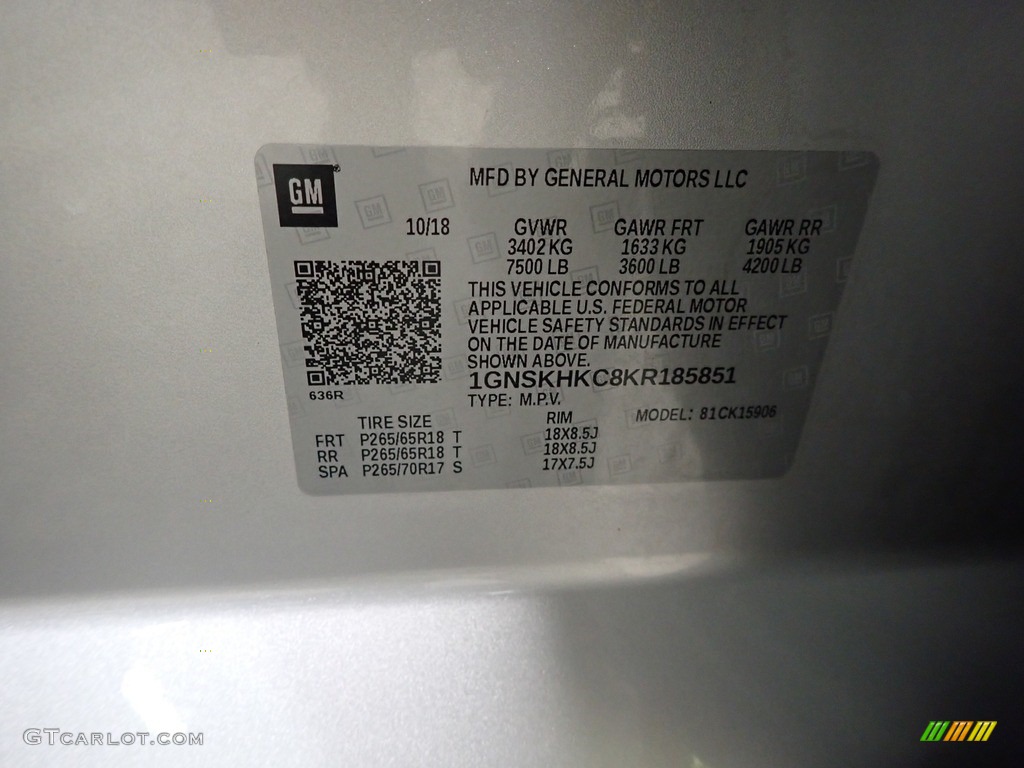 GM
MFD BY GENERAL MOTORS LLC
10/18 GVWR GAWR FRT GAWR RR
3402 KG 1633 KG 1905 KG
7500 LB 3600 LB 4200 LB
THIS VEHICLE CONFORMS TO ALL
APPLICABLE U.S. FEDERAL MOTOR
VEHICLE SAFETY STANDARDS IN EFFECT
ON THE DATE OF MANUFACTURE
SHOWN ABOVE.
1GNSKHKC8KR185851
636R
TYPE: M.P.V.
MODEL: 81CK15906
TIRE SIZE RIM
FRT P265/65R18 T 18X8.5J
RR P265/65R18 T 18X8.5J
SPA P265/70R17 S 17X7.5J
GTcarlot.com